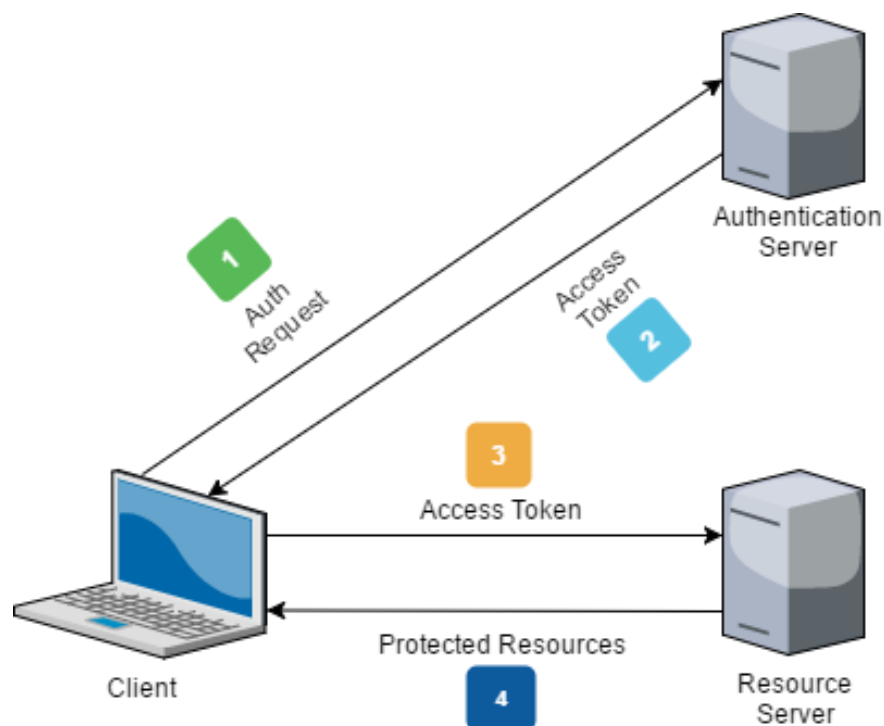 Authentication
Server
1
Auth
Request
Access
Token
2
3
Access Token
Protected Resources
4
Client
Resource
Server